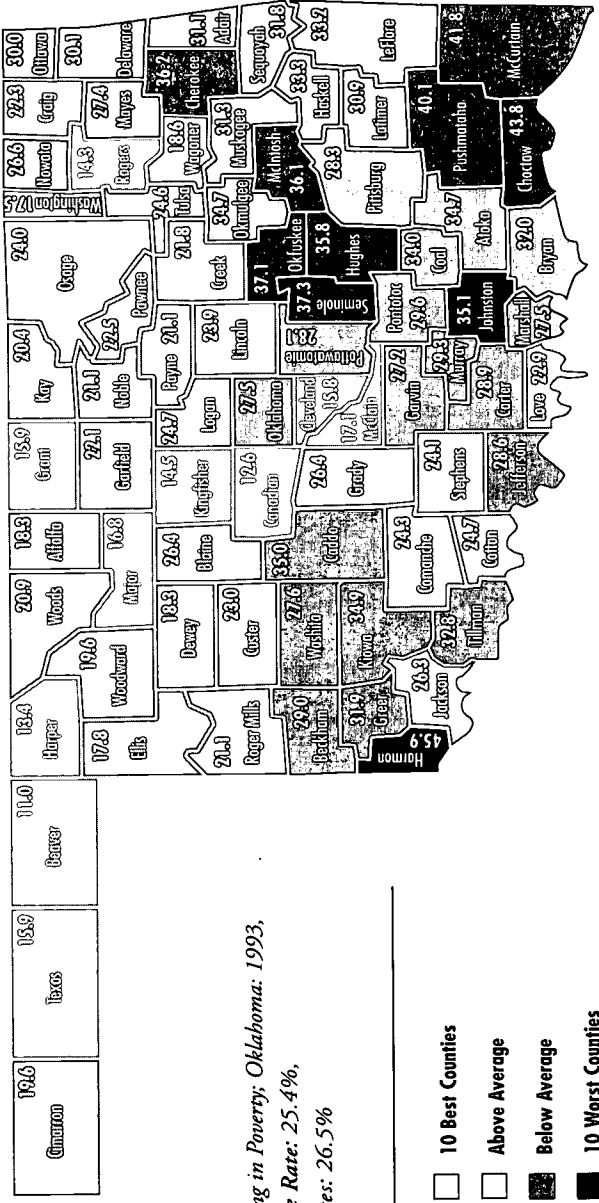 19.6
Cimarron
15.9
Texas
11.0
Beaver
18.4
Harper
20.9
Woods
18.3
Alfalfa
15.9
Grant
20.4
Kay
24.0
Osage
Washington 17.5
26.6
Nowata
22.3
Craig
30.0
Ottawa
17.8
Ellis
19.6
Woodward
16.8
Major
22.1
Garfield
21.1
Noble
22.5
Pawnee
14.3
Rogers
27.4
Mayes
30.1
Delaware
21.1
Roger Mills
18.3
Dewey
26.4
Blaine
14.5
Kingfisher
24.7
Logan
21.1
Payne
21.8
Creek
24.6
Tulsa
18.6
Wagoner
36.2
Cherokee
31.1
Adair
23.0
Custer
12.6
Canadian
27.5
Oklahoma
23.9
Lincoln
37.1
Okfuskee
34.7
Okmulgee
31.3
Muskogee
31.8
Sequoyah
29.0
Beckham
27.6
Washita
35.0
Caddo
26.4
Grady
Cleveland
15.8
17.1
McClain
28.1
Pottawatomie
37.3
Seminole
35.8
Hughes
McIntosh
36.1
33.3
Haskell
33.2
LeFlore
Harmon
45.9
31.9
Greer
34.9
Kiowa
24.3
Comanche
27.2
Garvin
Pontotoc
29.6
34.0
Coal
28.3
Pittsburg
30.9
Latimer
26.3
Jackson
32.8
Tillman
24.7
Cotton
24.1
Stephens
28.6
Jefferson
29.3
Murray
28.9
Carter
22.9
Love
35.1
Johnston
Marshall
27.5
34.7
Atoka
32.0
Bryan
40.1
Pushmataha
43.8
Choctaw
41.8
McCurtain
ng in Poverty; Oklahoma: 1993,
e Rate: 25.4%,
es: 26.5%
10 Best Counties
Above Average
Below Average
10 Worst Counties